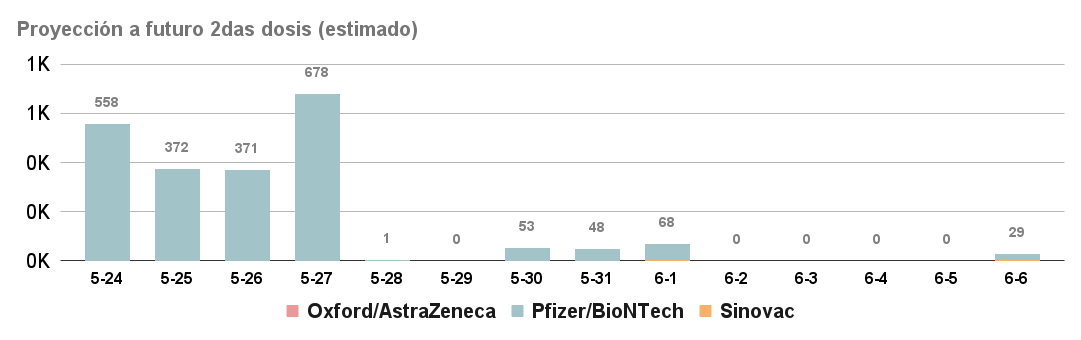 Proyección a futuro 2das dosis (estimado)
1K
1K
0K
0K
0K
558
372
371
678
1
0
53
48
68
0
0
0
0
29
5-24 5-25 5-26 5-27 5-28 5-29 5-30 5-31 6-1 6-2 6-3 6-4 6-5 6-6
Oxford/AstraZeneca Pfizer/BioNTech Sinovac